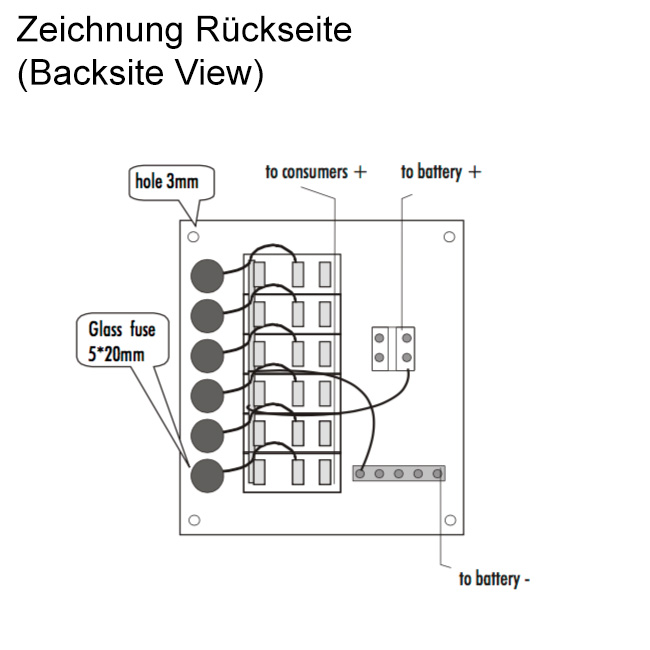 Zeichnung Rückseite
(Backsite View)
to consumers +
to battery +
hole 3mm
Glass fuse
5*20mm
to battery -